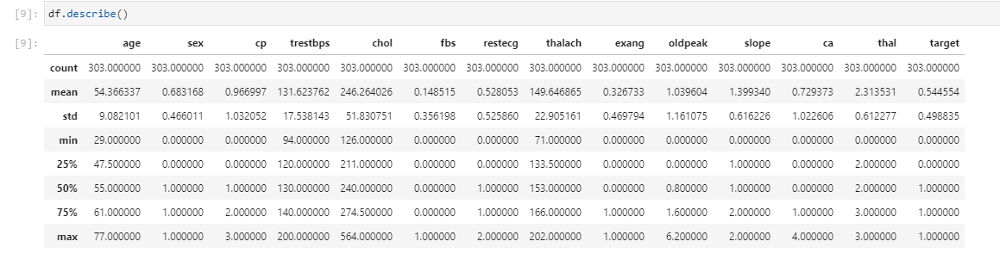 [9]: df.describe()
[9]: age sex cp trestbps chol fbs restecg thalach exang oldpeak slope ca thal target
count 303.000000 303.000000 303.000000 303.000000 303.000000 303.000000 303.000000 303.000000 303.000000 303.000000 303.000000 303.000000 303.000000 303.000000
mean 54.366337 0.683168 0.966997 131.623762 246.264026 0.148515 0.528053 149.646865 0.326733 1.039604 1.399340 0.729373 2.313531 0.544554
std 9.082101 0.466011 1.032052 17.538143 51.830751 0.356198 0.525860 22.905161 0.469794 1.161075 0.616226 1.022606 0.612277 0.498835
min 29.000000 0.000000 0.000000 94.000000 126.000000 0.000000 0.000000 71.000000 0.000000 0.000000 0.000000 0.000000 0.000000 0.000000
25% 47.500000 0.000000 0.000000 120.000000 211.000000 0.000000 0.000000 133.500000 0.000000 0.000000 1.000000 0.000000 2.000000 0.000000
50% 55.000000 1.000000 1.000000 130.000000 240.000000 0.000000 1.000000 153.000000 0.000000 0.800000 1.000000 0.000000 2.000000 1.000000
75% 61.000000 1.000000 2.000000 140.000000 274.500000 0.000000 1.000000 166.000000 1.000000 1.600000 2.000000 1.000000 3.000000 1.000000
max 77.000000 1.000000 3.000000 200.000000 564.000000 1.000000 2.000000 202.000000 1.000000 6.200000 2.000000 4.000000 3.000000 1.000000